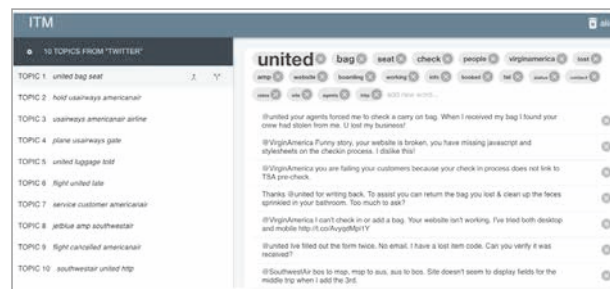 ITM
ali
10 TOPICS FROM "TWITTER"
TOPIC 1 united bag seat
TOPIC 2 hold usairways americanair
TOPIC 3 usairways americanair airline
TOPIC 4 plane usairways gate
TOPIC 5 united luggage told
TOPIC 6 flight united late
TOPIC 7 service customer americanair
TOPIC 8 jetblue amp southwestair
TOPIC 9 flight cancelled americanair
TOPIC 10 southwestair united http
united bag seat check people virginamerica lost
amp website boarding working info booked fail status contact
site agents http add new word...
@united your agents forced me to check a carry on bag. When I received my bag I found your
crew had stolen from me. U lost my business!
@VirginAmerica Funny story, your website is broken, you have missing javascript and
stylesheets on the checkin process. I dislike this!
@VirginAmerica you are failing your customers because your check in process does not link to
TSA pre-check.
Thanks @united for writing back. To assist you can return the bag you lost & clean up the feces
sprinkled in your bathroom. Too much to ask?
@VirginAmerica I can't check in or add a bag. Your website isn't working. I've tried both desktop
and mobile
@united Ive filled out the form twice. No email. I have a lost item code. Can you verify it was
received?
@SouthwestAir bos to msp, msp to aus, aus to bos. Site doesn't seem to display fields for the
middle trip when i add the 3rd.